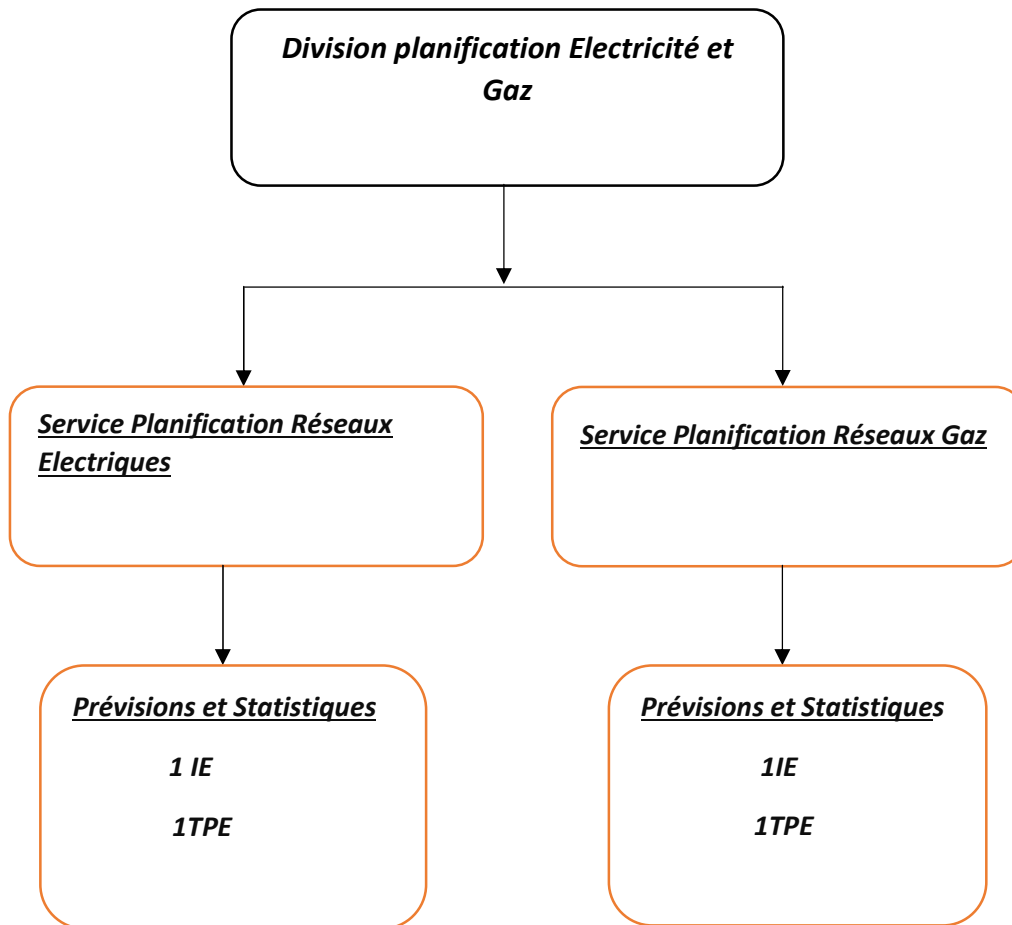 Division planification Electricité et
Gaz
Service Planification Réseaux
Electriques
Service Planification Réseaux Gaz
Prévisions et Statistiques
1 IE
1TPE
Prévisions et Statistiques
1IE
1TPE